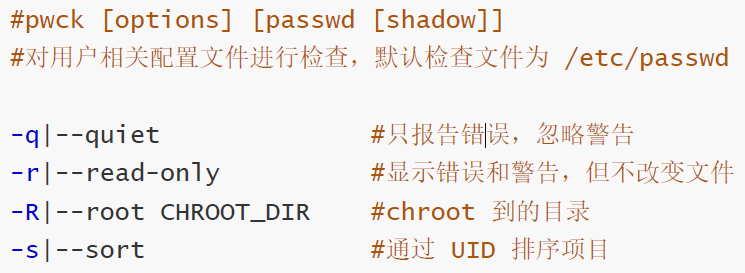 #pwck [options] [passwd [shadow]]
#对用户相关配置文件进行检查，默认检查文件为 /etc/passwd
-q|--quiet #只报告错误，忽略警告
-r|--read-only #显示错误和警告，但不改变文件
-R|--root CHROOT_DIR #chroot 到的目录
-s|--sort #通过 UID 排序项目